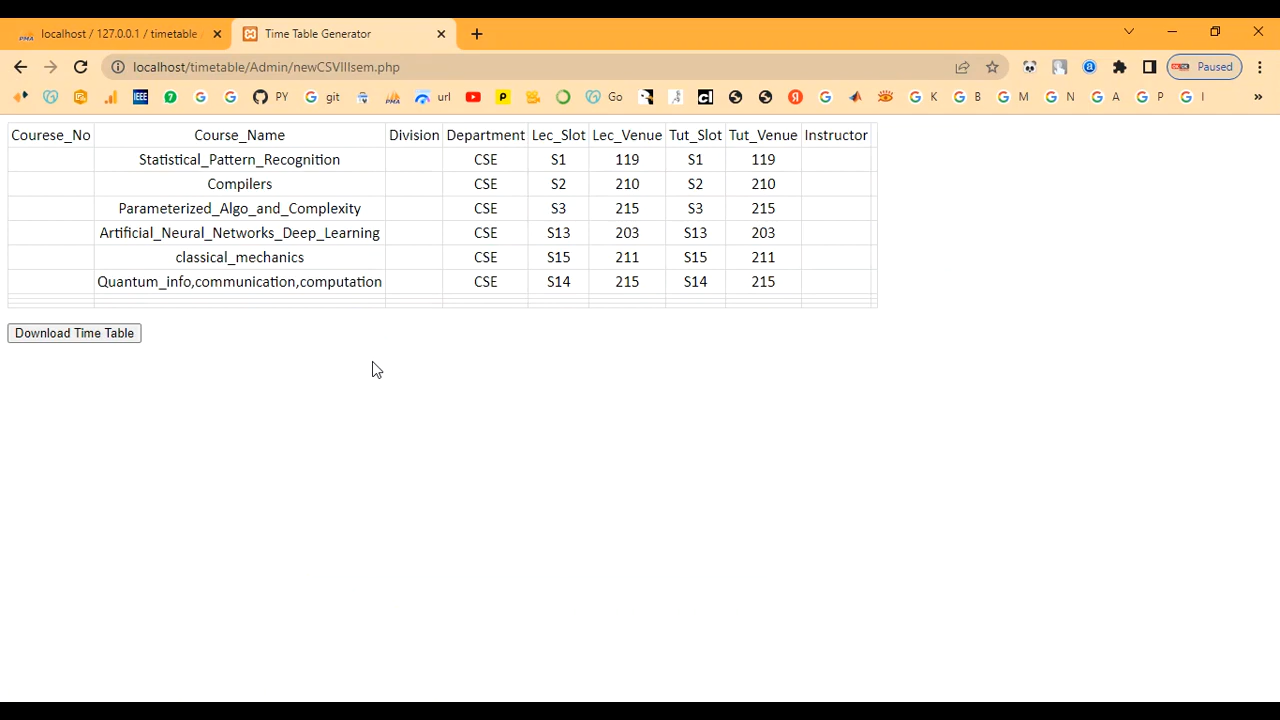 localhost / 127.0.0.1 / timetable
Time Table Generator
localhost/timetable/Admin/newCSVIIIsem.php
Paused
IEEE
PY
git
PMA
url
Go
K
B
M
N
A
P
I
Courese_No Course_Name Division Department Lec_Slot Lec_Venue Tut_Slot Tut_Venue Instructor
Statistical_Pattern_Recognition CSE S1 119 S1 119
Compilers CSE S2 210 S2 210
Parameterized_Algo_and_Complexity CSE S3 215 S3 215
Artificial_Neural_Networks_Deep_Learning CSE S13 203 S13 203
classical_mechanics CSE S15 211 S15 211
Quantum_info,communication,computation CSE S14 215 S14 215
Download Time Table